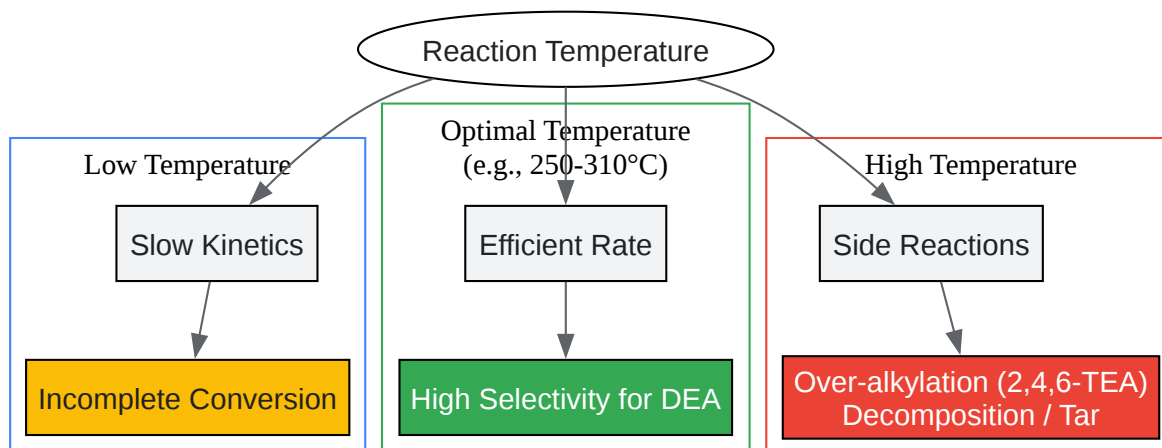 Reaction Temperature
Low Temperature
Slow Kinetics
Incomplete Conversion
Optimal Temperature
(e.g., 250-310°C)
Efficient Rate
High Selectivity for DEA
High Temperature
Side Reactions
Over-alkylation (2,4,6-TEA)
Decomposition / Tar